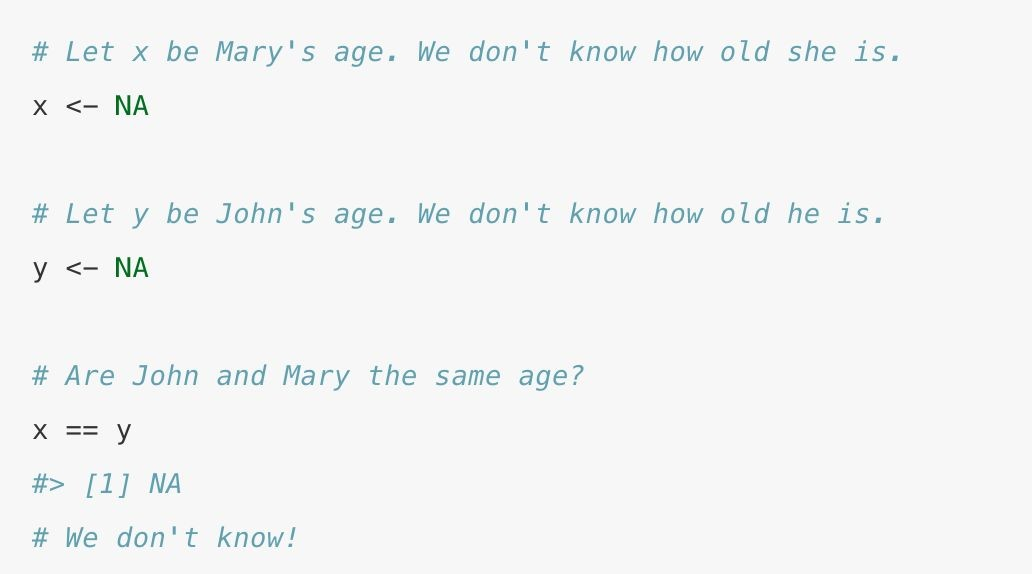 # Let x be Mary's age. We don't know how old she is.
x <- NA
# Let y be John's age. We don't know how old he is.
y <- NA
# Are John and Mary the same age?
x == y
#> [1] NA
# We don't know!